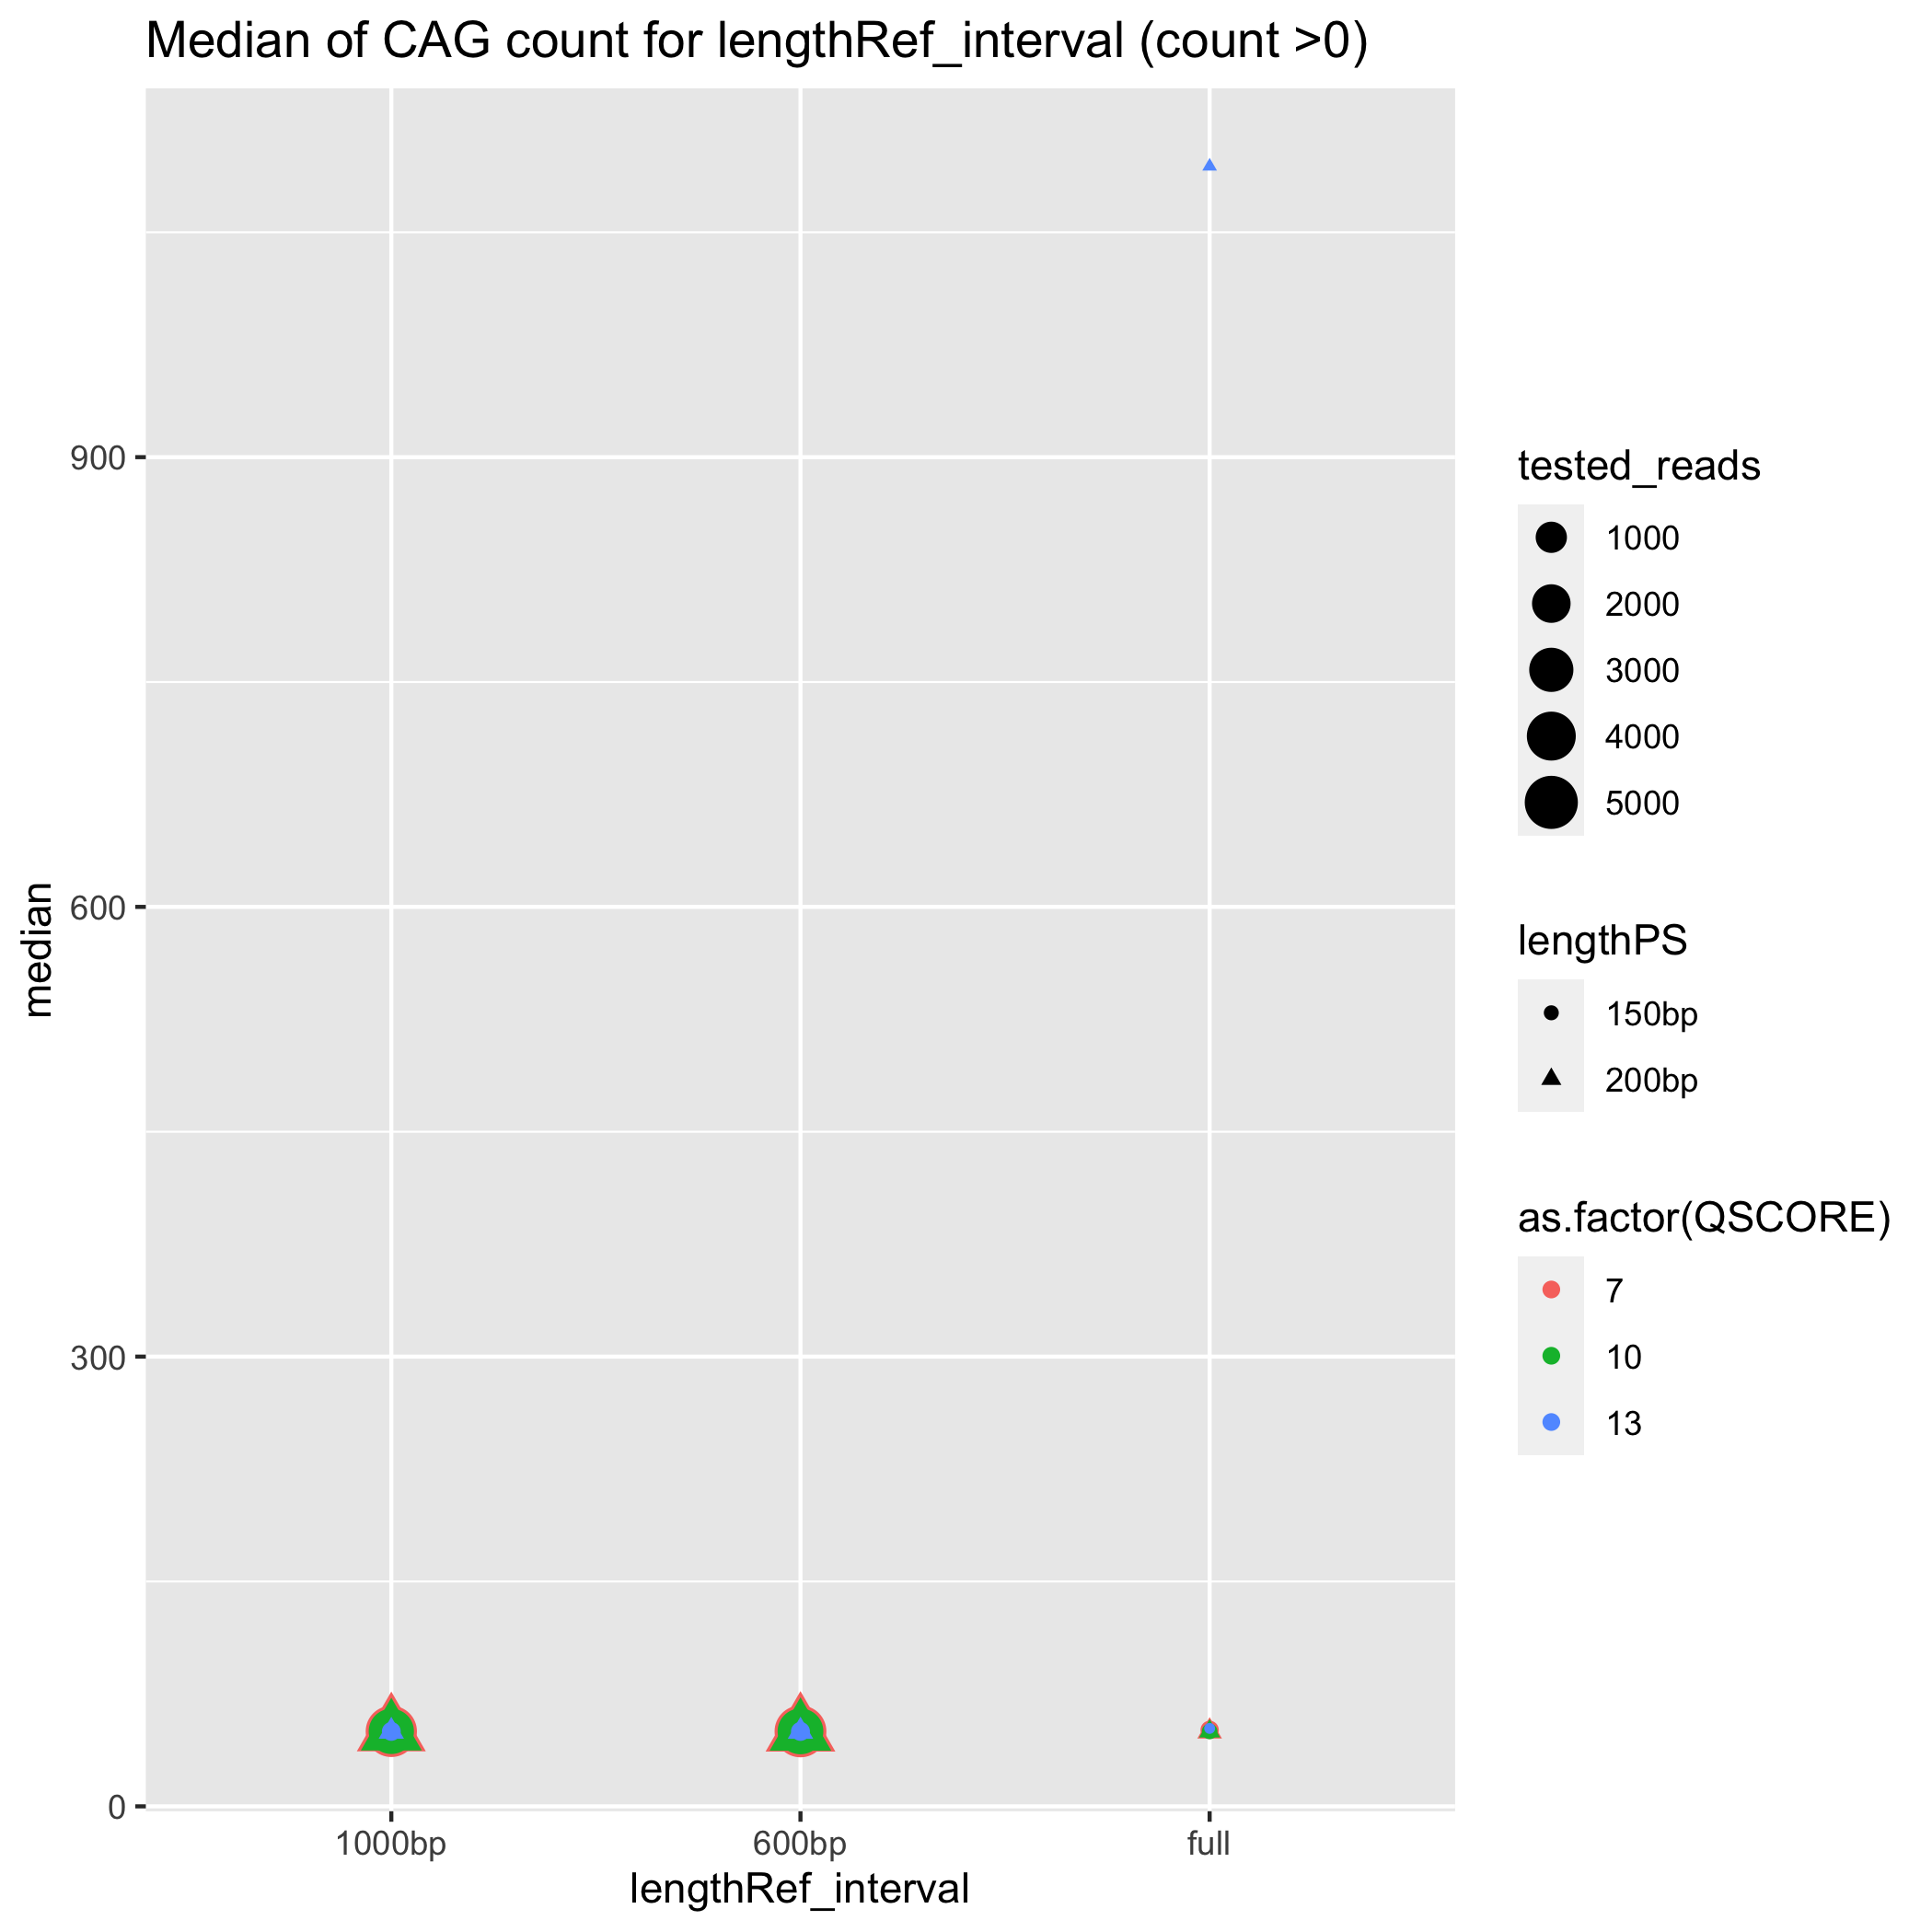 Median of CAG count for lengthRef_interval (count >0)
900
600
300
0
median
1000bp
600bp
full
lengthRef_interval
tested_reads
1000
2000
3000
4000
5000
lengthPS
150bp
200bp
as.factor(QSCORE)
7
10
13